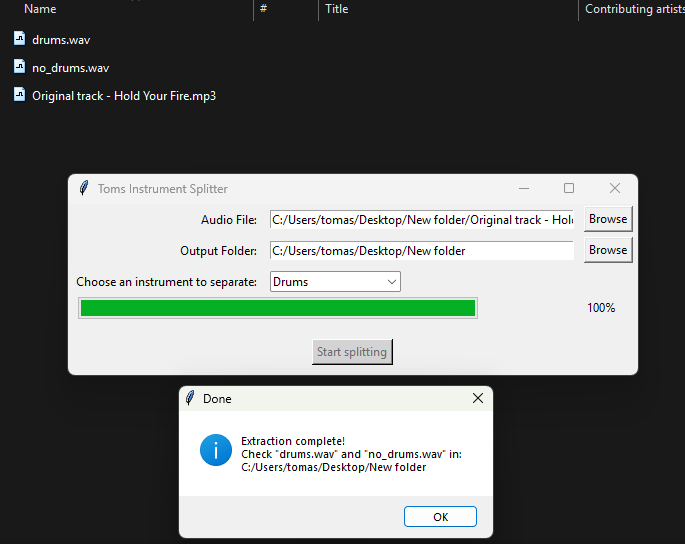 Name # Title Contributing artists
drums.wav
no_drums.wav
Original track - Hold Your Fire.mp3
Toms Instrument Splitter
Audio File: C:/Users/tomas/Desktop/New folder/Original track - Hold Browse
Output Folder: C:/Users/tomas/Desktop/New folder Browse
Choose an instrument to separate: Drums
100%
Start splitting
Done
Extraction complete!
Check "drums.wav" and "no_drums.wav" in:
C:/Users/tomas/Desktop/New folder
OK